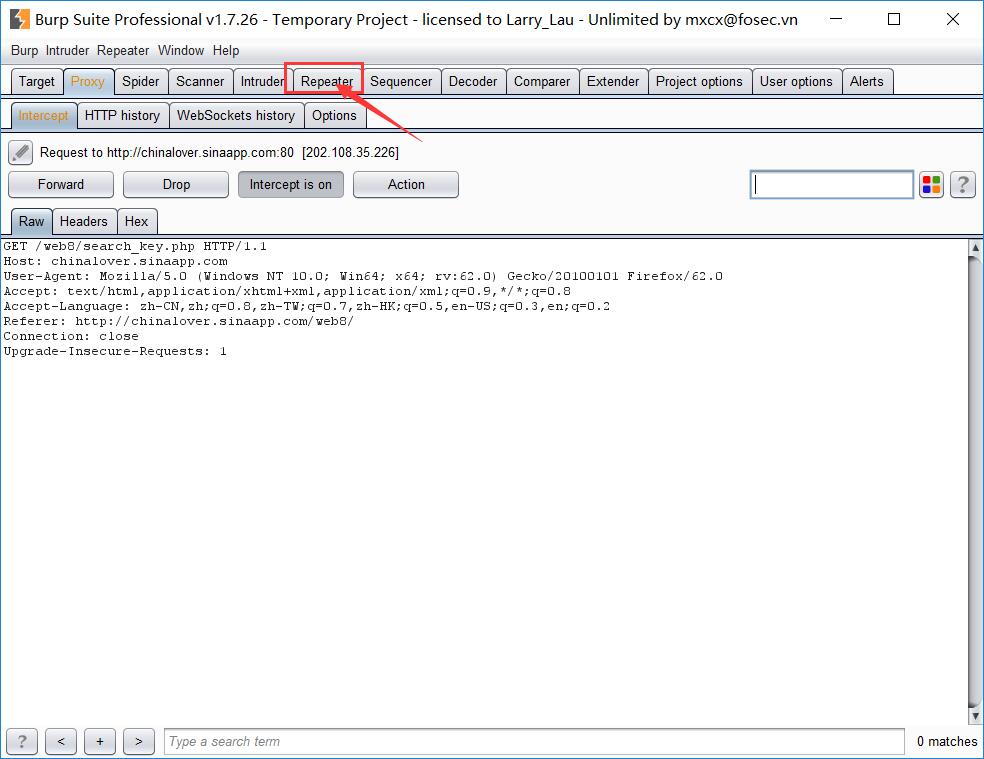 Burp Suite Professional v1.7.26 - Temporary Project - licensed to Larry_Lau - Unlimited by mxcx@fosec.vn
Burp Intruder Repeater Window Help
Target Proxy Spider Scanner Intruder Repeater Sequencer Decoder Comparer Extender Project options User options Alerts
Intercept HTTP history WebSockets history Options
Request to http://chinalover.sinaapp.com:80 [202.108.35.226]
Forward Drop Intercept is on Action ?
Raw Headers Hex
GET /web8/search_key.php HTTP/1.1
Host: chinalover.sinaapp.com
User-Agent: Mozilla/5.0 (Windows NT 10.0; Win64; x64; rv:62.0) Gecko/20100101 Firefox/62.0
Accept: text/html,application/xhtml+xml,application/xml;q=0.9,*/*;q=0.8
Accept-Language: zh-CN,zh;q=0.8,zh-TW;q=0.7,zh-HK;q=0.5,en-US;q=0.3,en;q=0.2
Referer: http://chinalover.sinaapp.com/web8/
Connection: close
Upgrade-Insecure-Requests: 1
? < + > Type a search term 0 matches